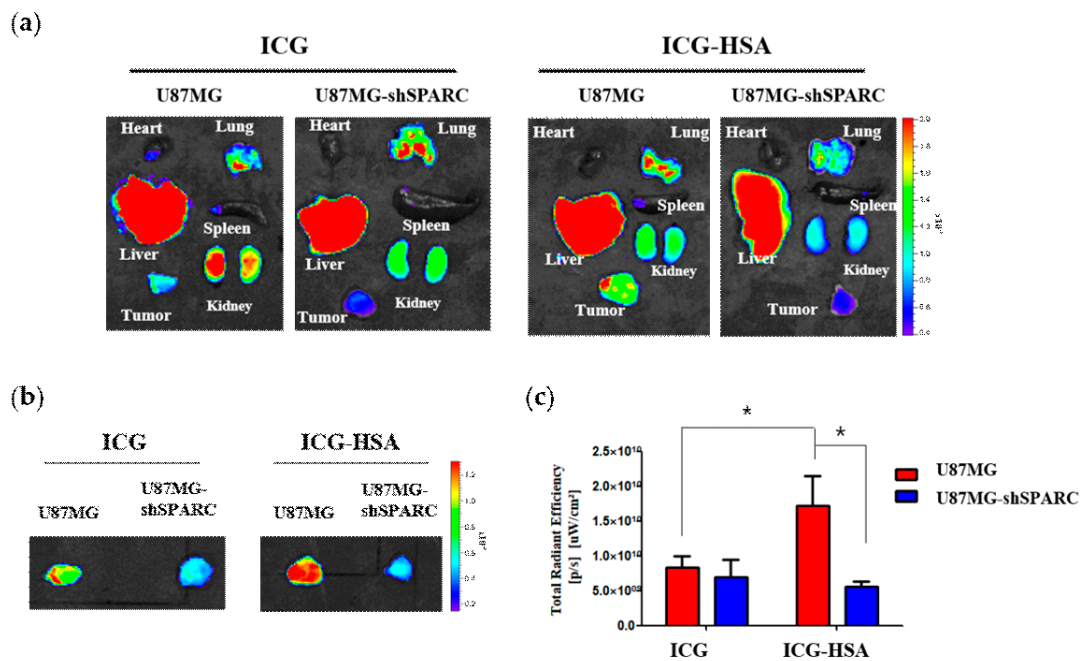 (a)
ICG
ICG-HSA
U87MG
U87MG-shSPARC
U87MG
U87MG-shSPARC
Heart
Lung
Heart
Lung
Heart
Lung
Heart
Lung
Spleen
Spleen
Spleen
Spleen
Liver
Liver
Liver
Liver
Kidney
Kidney
Kidney
Kidney
Tumor
Tumor
Tumor
Tumor
(b)
ICG
ICG-HSA
U87MG
U87MG-
shSPARC
U87MG
U87MG-
shSPARC
(c)
*
*
Total Radiant Efficiency
[p/s] [uW/cm²]
2.5×10¹⁰
2.0×10¹⁰
1.5×10¹⁰
1.0×10¹⁰
5.0×10⁰⁹
0.0
ICG
ICG-HSA
U87MG
U87MG-shSPARC